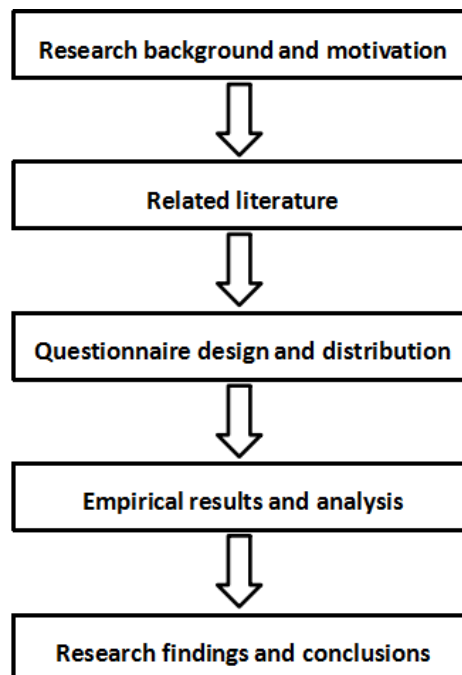 Research background and motivation
Related literature
Questionnaire design and distribution
Empirical results and analysis
Research findings and conclusions